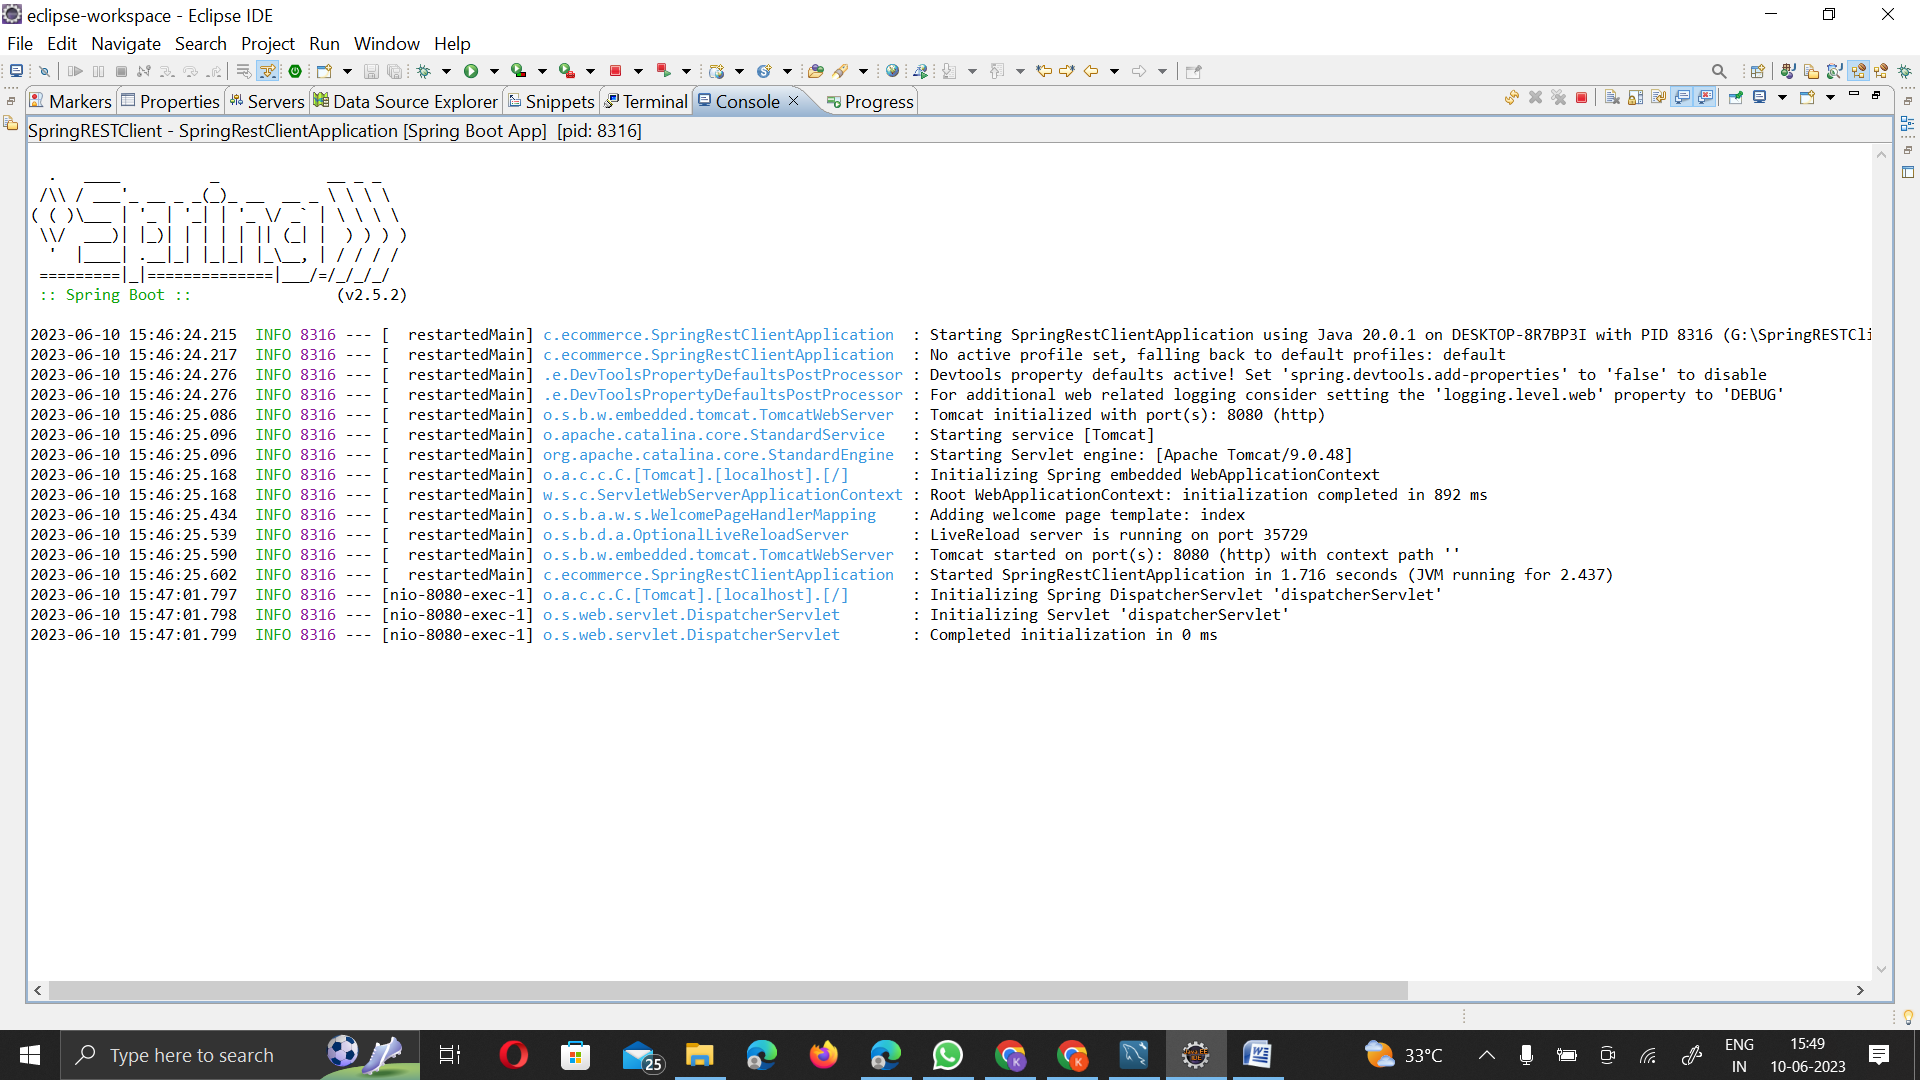 eclipse-workspace - Eclipse IDE
File Edit Navigate Search Project Run Window Help
Markers Properties Servers Data Source Explorer Snippets Terminal Console Progress
SpringRESTClient - SpringRestClientApplication [Spring Boot App] [pid: 8316]
  .   ____          _            __ _ _
 /\\ / ___'_ __ _ _(_)_ __  __ _ \ \ \ \
( ( )\___ | '_ | '_| | '_ \/ _` | \ \ \ \
 \\/  ___)| |_)| | | | | || (_| |  ) ) ) )
  '  |____| .__|_| |_|_| |_\__, | / / / /
 =========|_|==============|___/=/_/_/_/
 :: Spring Boot ::                (v2.5.2)
2023-06-10 15:46:24.215  INFO 8316 --- [  restartedMain] c.ecommerce.SpringRestClientApplication  : Starting SpringRestClientApplication using Java 20.0.1 on DESKTOP-8R7BP3I with PID 8316 (G:\SpringRESTCli
2023-06-10 15:46:24.217  INFO 8316 --- [  restartedMain] c.ecommerce.SpringRestClientApplication  : No active profile set, falling back to default profiles: default
2023-06-10 15:46:24.276  INFO 8316 --- [  restartedMain] .e.DevToolsPropertyDefaultsPostProcessor : Devtools property defaults active! Set 'spring.devtools.add-properties' to 'false' to disable
2023-06-10 15:46:24.276  INFO 8316 --- [  restartedMain] .e.DevToolsPropertyDefaultsPostProcessor : For additional web related logging consider setting the 'logging.level.web' property to 'DEBUG'
2023-06-10 15:46:25.086  INFO 8316 --- [  restartedMain] o.s.b.w.embedded.tomcat.TomcatWebServer  : Tomcat initialized with port(s): 8080 (http)
2023-06-10 15:46:25.096  INFO 8316 --- [  restartedMain] o.apache.catalina.core.StandardService   : Starting service [Tomcat]
2023-06-10 15:46:25.096  INFO 8316 --- [  restartedMain] org.apache.catalina.core.StandardEngine  : Starting Servlet engine: [Apache Tomcat/9.0.48]
2023-06-10 15:46:25.168  INFO 8316 --- [  restartedMain] o.a.c.c.C.[Tomcat].[localhost].[/]       : Initializing Spring embedded WebApplicationContext
2023-06-10 15:46:25.168  INFO 8316 --- [  restartedMain] w.s.c.ServletWebServerApplicationContext : Root WebApplicationContext: initialization completed in 892 ms
2023-06-10 15:46:25.434  INFO 8316 --- [  restartedMain] o.s.b.a.w.s.WelcomePageHandlerMapping    : Adding welcome page template: index
2023-06-10 15:46:25.539  INFO 8316 --- [  restartedMain] o.s.b.d.a.OptionalLiveReloadServer       : LiveReload server is running on port 35729
2023-06-10 15:46:25.590  INFO 8316 --- [  restartedMain] o.s.b.w.embedded.tomcat.TomcatWebServer  : Tomcat started on port(s): 8080 (http) with context path ''
2023-06-10 15:46:25.602  INFO 8316 --- [  restartedMain] c.ecommerce.SpringRestClientApplication  : Started SpringRestClientApplication in 1.716 seconds (JVM running for 2.437)
2023-06-10 15:47:01.797  INFO 8316 --- [nio-8080-exec-1] o.a.c.c.C.[Tomcat].[localhost].[/]       : Initializing Spring DispatcherServlet 'dispatcherServlet'
2023-06-10 15:47:01.798  INFO 8316 --- [nio-8080-exec-1] o.s.web.servlet.DispatcherServlet        : Initializing Servlet 'dispatcherServlet'
2023-06-10 15:47:01.799  INFO 8316 --- [nio-8080-exec-1] o.s.web.servlet.DispatcherServlet        : Completed initialization in 0 ms
Type here to search
25
K
K
33°C
ENG
IN
15:49
10-06-2023